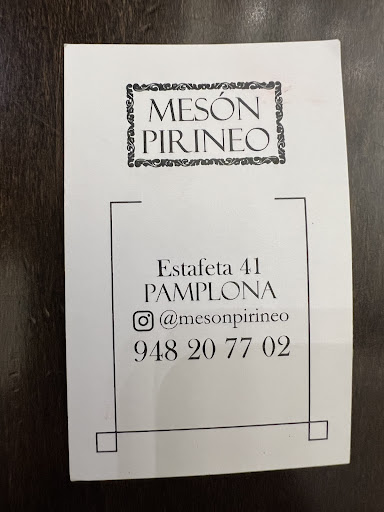 MESÓN
PIRINEO
Estafeta 41
PAMPLONA
@mesonpirineo
948 20 77 02